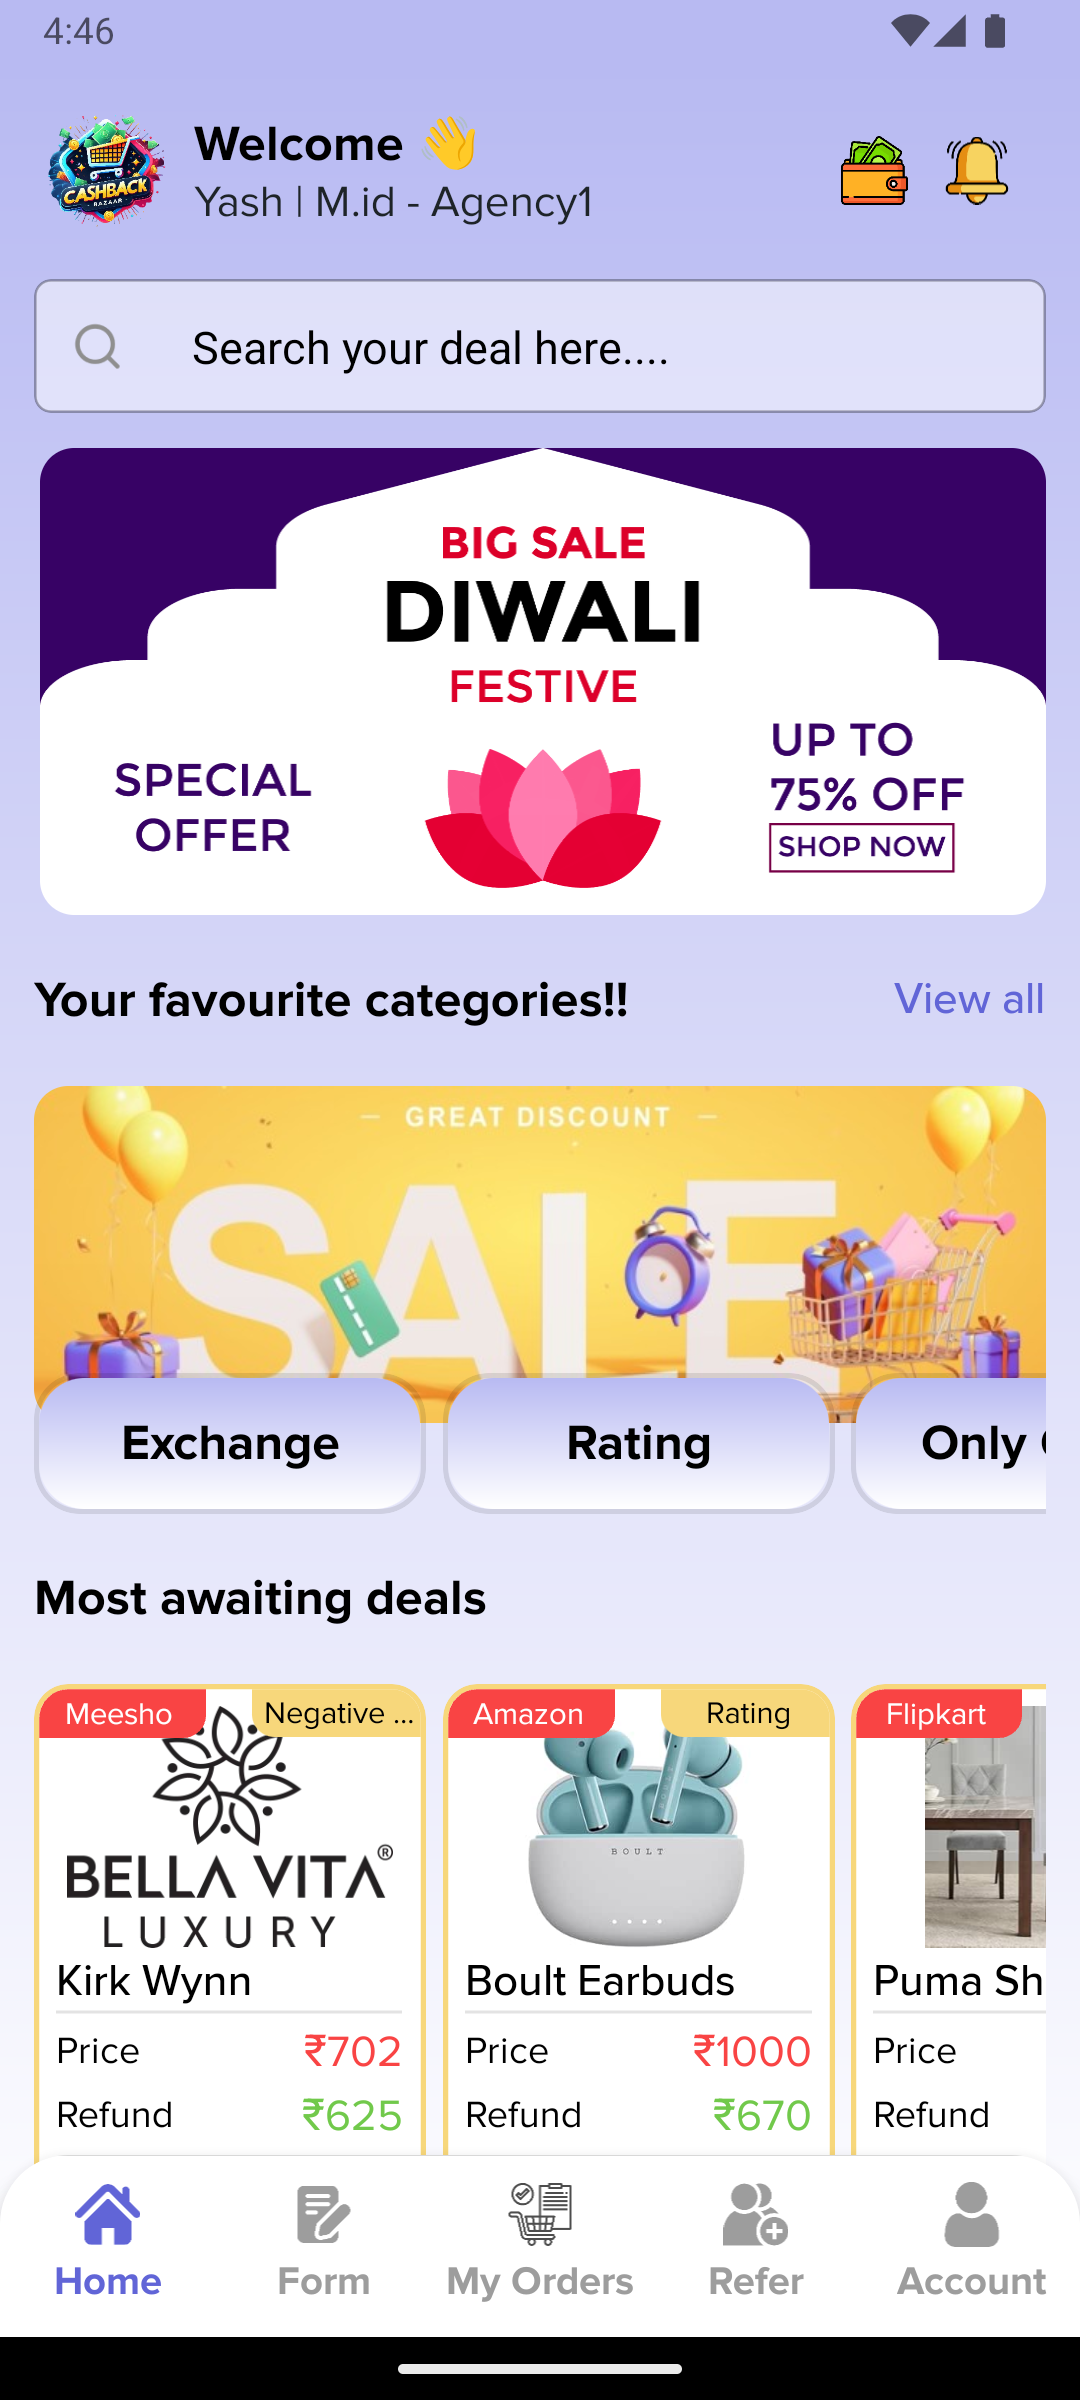 4:46
Welcome 👋
Yash | M.id - Agency1
CASHBACK
BAZAAR
Search your deal here....
BIG SALE
DIWALI
FESTIVE
SPECIAL
OFFER
UP TO
75% OFF
SHOP NOW
Your favourite categories!!
View all
GREAT DISCOUNT
SALE
Exchange
Rating
Only
Most awaiting deals
Meesho
Negative ...
BELLA VITA®
LUXURY
Kirk Wynn
Price ₹702
Refund ₹625
Amazon
Rating
BOULT
Boult Earbuds
Price ₹1000
Refund ₹670
Flipkart
Puma Sh
Price
Refund
Home
Form
My Orders
Refer
Account